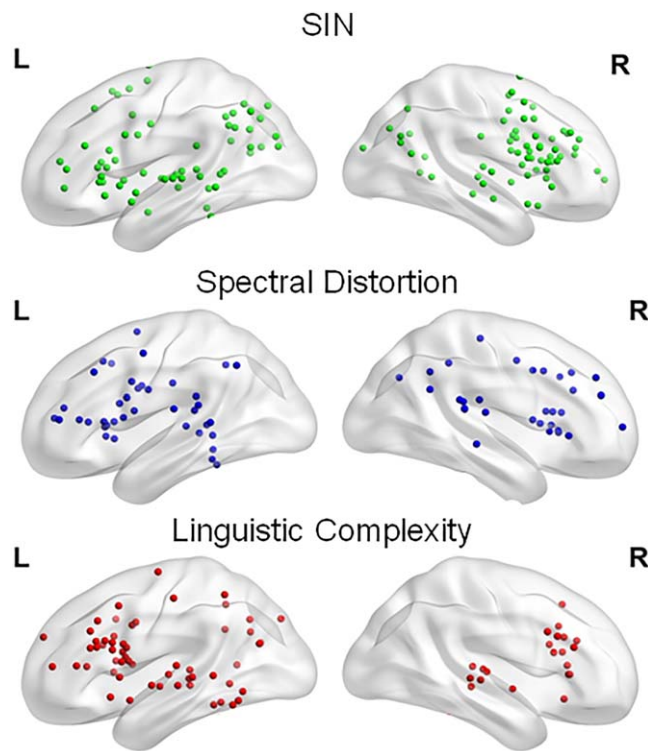 SIN
L R
Spectral Distortion
L R
Linguistic Complexity
L R